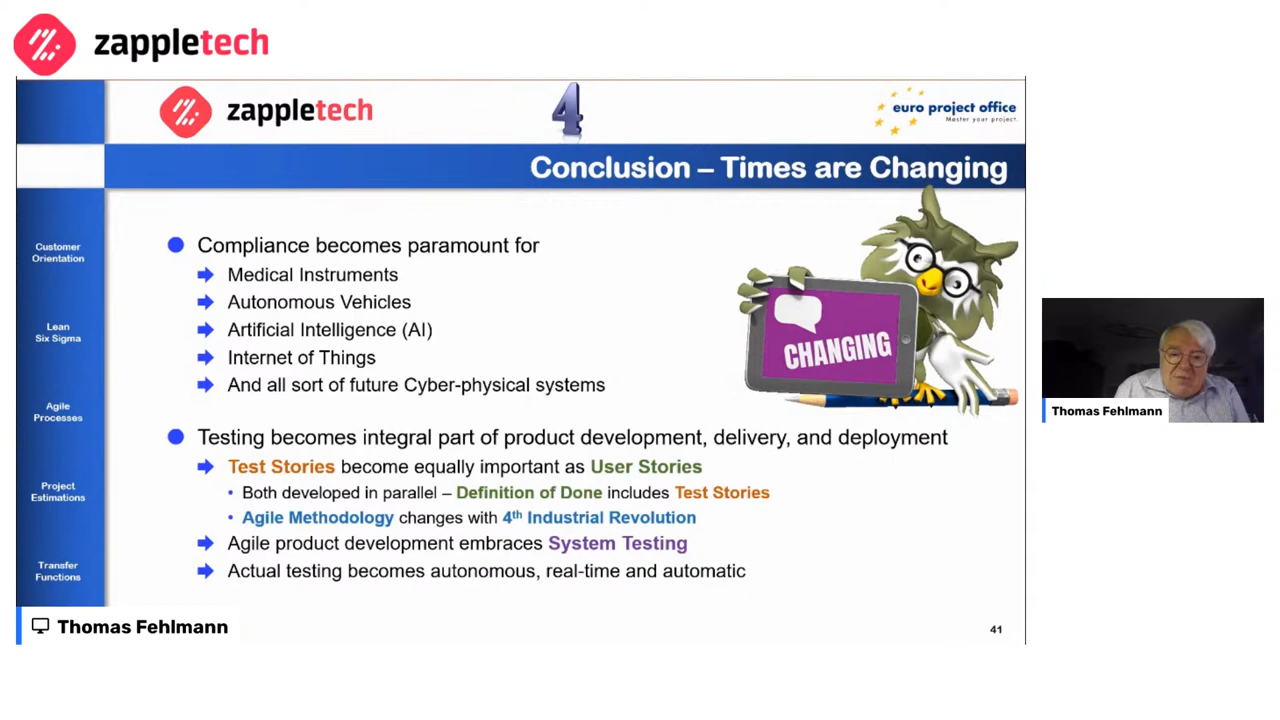 zappletech
zappletech
4
euro project office
Master your project.
Conclusion – Times are Changing
Customer
Orientation
Lean
Six Sigma
Agile
Processes
Project
Estimations
Transfer
Functions
Compliance becomes paramount for
Medical Instruments
Autonomous Vehicles
Artificial Intelligence (AI)
Internet of Things
And all sort of future Cyber-physical systems
CHANGING
Testing becomes integral part of product development, delivery, and deployment
Test Stories become equally important as User Stories
• Both developed in parallel – Definition of Done includes Test Stories
• Agile Methodology changes with 4th Industrial Revolution
Agile product development embraces System Testing
Actual testing becomes autonomous, real-time and automatic
41
Thomas Fehlmann
Thomas Fehlmann